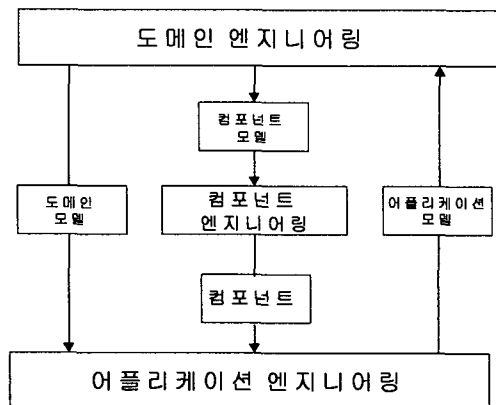 도메인 엔지니어링
컴포넌트
모델
도메인
모델
컴포넌트
엔지니어링
어플리케이션
모델
컴포넌트
어플리케이션 엔지니어링